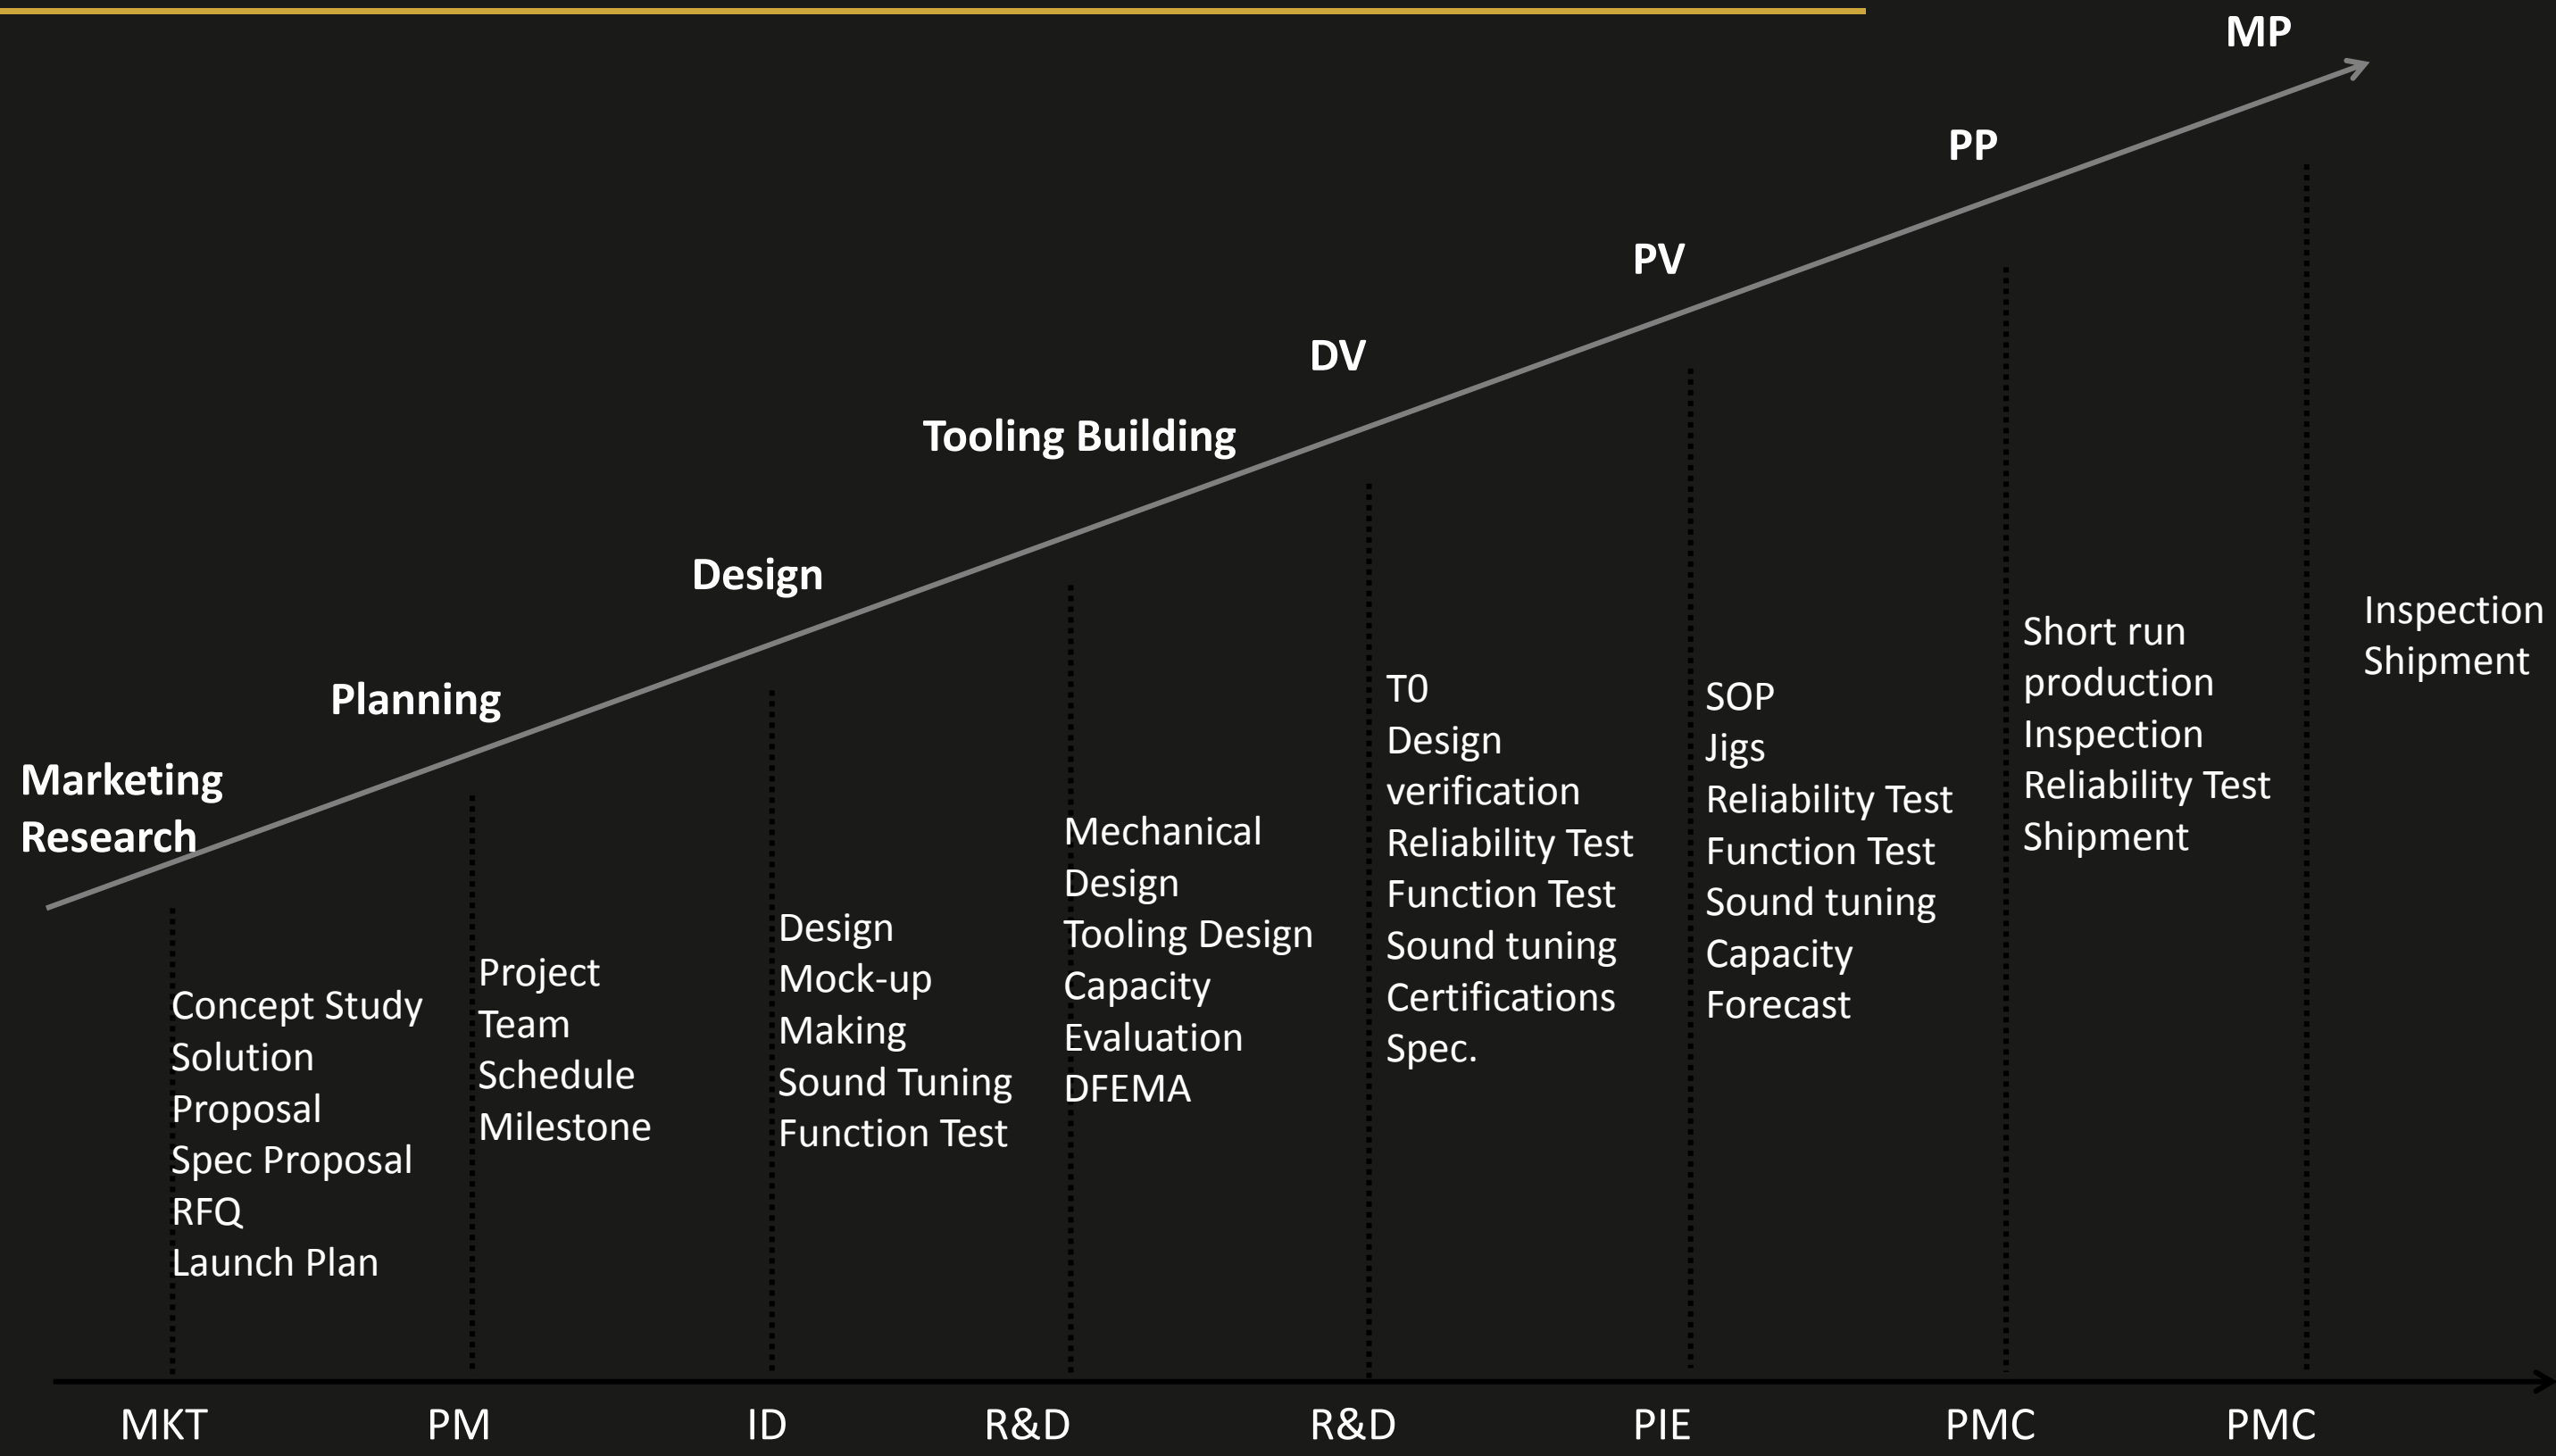 MP
PP
PV
DV
Tooling Building
Design
Planning
Marketing
Research
Concept Study
Solution
Proposal
Spec Proposal
RFQ
Launch Plan
Project
Team
Schedule
Milestone
Design
Mock-up
Making
Sound Tuning
Function Test
Mechanical
Design
Tooling Design
Capacity
Evaluation
DFEMA
T0
Design
verification
Reliability Test
Function Test
Sound tuning
Certifications
Spec.
SOP
Jigs
Reliability Test
Function Test
Sound tuning
Capacity
Forecast
Short run
production
Inspection
Reliability Test
Shipment
Inspection
Shipment
MKT
PM
ID
R&D
R&D
PIE
PMC
PMC